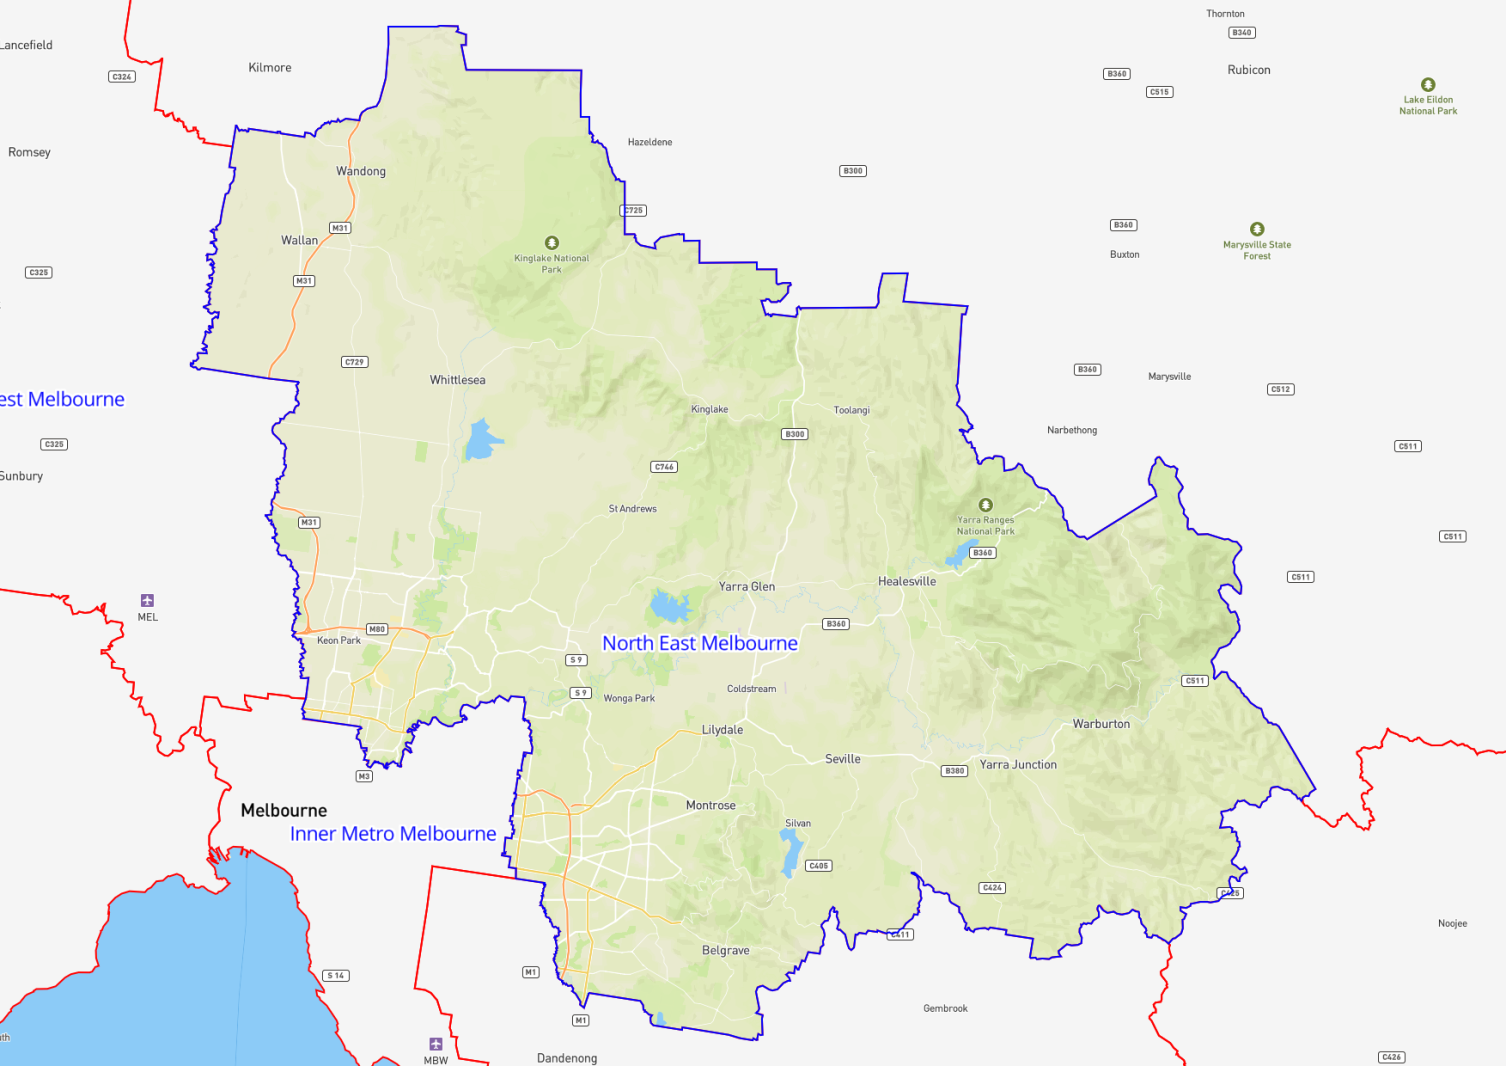 Thornton
B340
Lancefield
Kilmore
Rubicon
C324
B360
C515
Lake Eildon
National Park
Hazeldene
Romsey
Wandong
B300
C725
M31
B360
Wallan
Kinglake National
Park
Marysville State
Forest
Buxton
C325
M31
C729
B360
Whittlesea
Marysville
C512
est Melbourne
Kinglake
Toolangi
Narbethong
B300
C325
C511
C746
Sunbury
St Andrews
M31
Yarra Ranges
National Park
C511
B360
C511
Healesville
Yarra Glen
MEL
B360
M80
Keon Park
North East Melbourne
S 9
C511
Coldstream
S 9
Wonga Park
Warburton
Lilydale
Seville
Yarra Junction
B380
M3
Montrose
Melbourne
Silvan
Inner Metro Melbourne
C405
C424
C425
Noojee
C411
Belgrave
M1
S 14
Gembrook
M1
th
Dandenong
MBW
C426